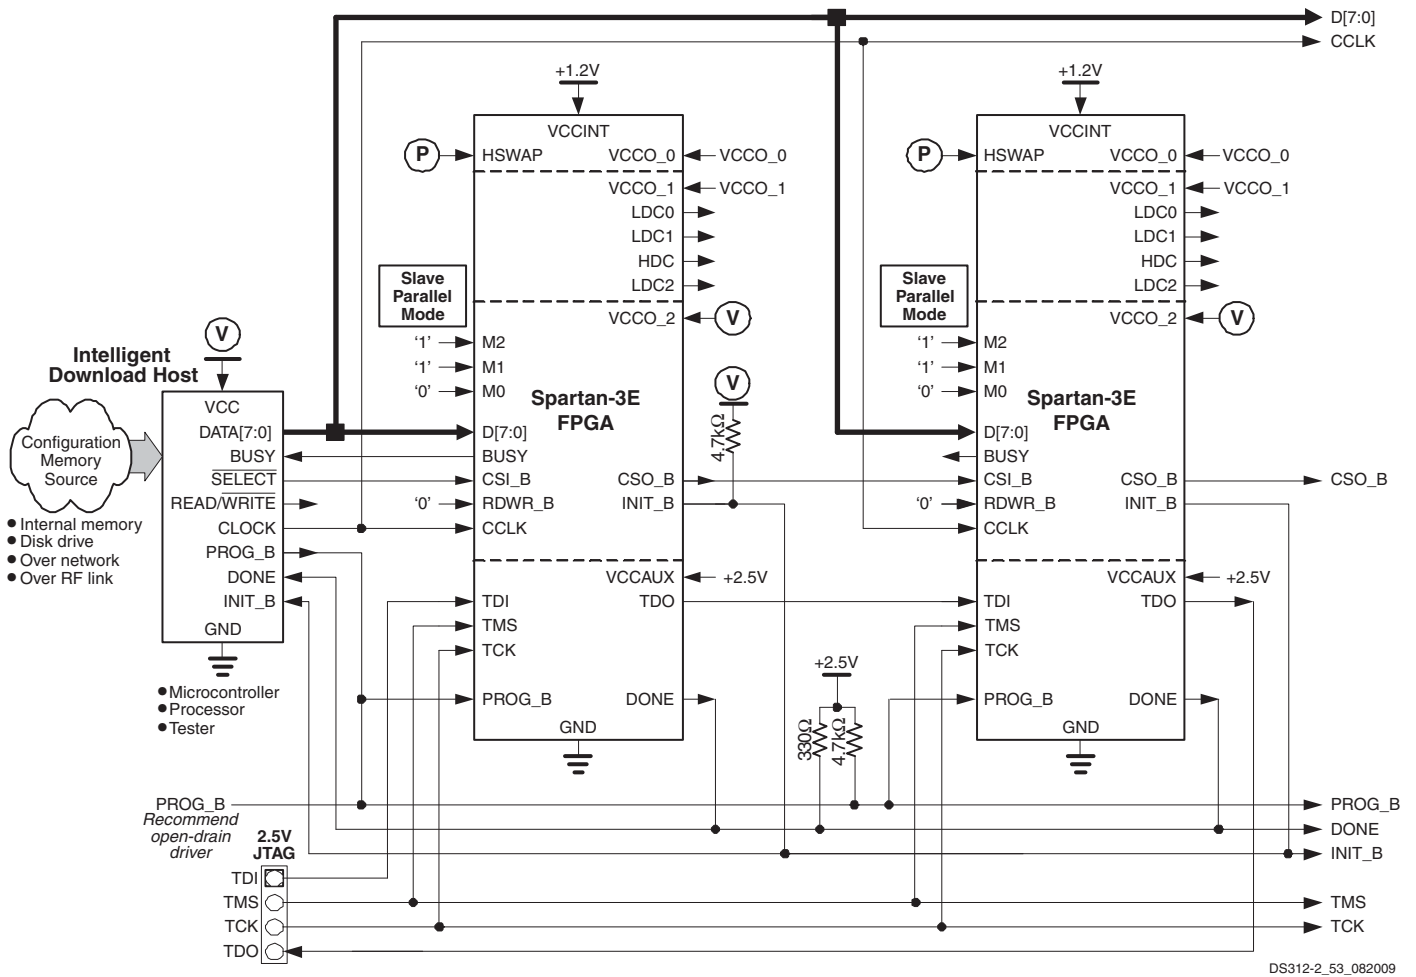 D[7:0]
CCLK
+1.2V
+1.2V
VCCINT
VCCINT
P
HSWAP
VCCO_0
VCCO_0
P
HSWAP
VCCO_0
VCCO_0
VCCO_1
VCCO_1
VCCO_1
VCCO_1
LDC0
LDC0
LDC1
LDC1
HDC
HDC
LDC2
LDC2
Slave
Parallel
Mode
Slave
Parallel
Mode
VCCO_2
V
VCCO_2
V
'1'
M2
'1'
M2
'1'
M1
'1'
M1
'0'
M0
'0'
M0
Spartan-3E
FPGA
Spartan-3E
FPGA
V
4.7kΩ
V
Intelligent
Download Host
VCC
Configuration
Memory
Source
DATA[7:0]
D[7:0]
D[7:0]
BUSY
BUSY
BUSY
SELECT
CSI_B
CSO_B
CSI_B
CSO_B
CSO_B
READ/WRITE
'0'
RDWR_B
INIT_B
'0'
RDWR_B
INIT_B
CLOCK
CCLK
CCLK
PROG_B
DONE
INIT_B
GND
Internal memory
Disk drive
Over network
Over RF link
Microcontroller
Processor
Tester
VCCAUX
+2.5V
VCCAUX
+2.5V
TDI
TDO
TDI
TDO
TMS
TMS
TCK
TCK
+2.5V
PROG_B
DONE
PROG_B
DONE
330Ω
4.7kΩ
GND
GND
PROG_B
Recommend
open-drain
driver
PROG_B
DONE
INIT_B
2.5V
JTAG
TDI
TMS
TMS
TCK
TCK
TDO
DS312-2_53_082009